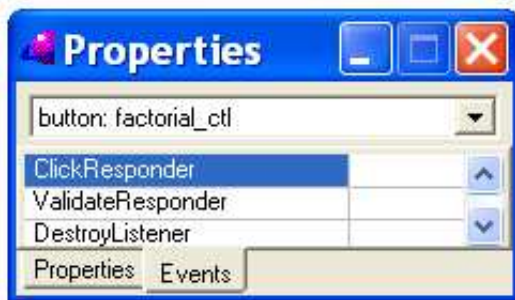 Properties
button: factorial_ctl
ClickResponder
ValidateResponder
DestroyListener
Properties Events